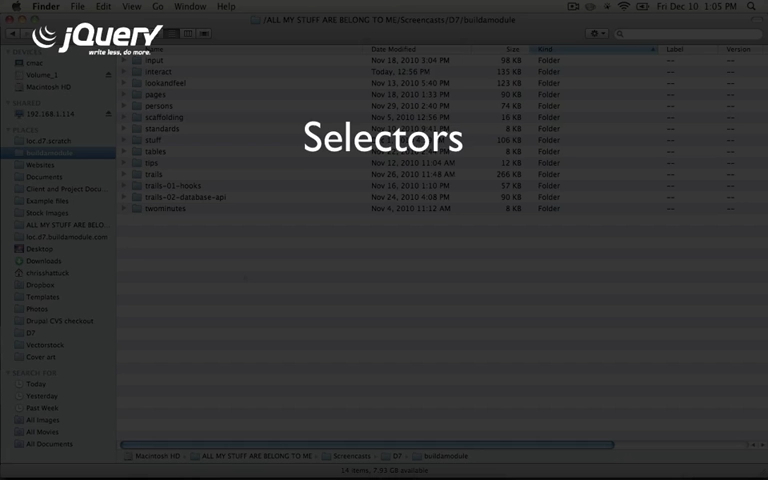 Finder File Edit View Go Window Help Fri Dec 10 1:05 PM
/ALL MY STUFF ARE BELONG TO ME/Screencasts/D7/buildamodule
jQuery
write less, do more.
Selectors
Name Date Modified Size Kind Label Version
input Nov 18, 2010 3:04 PM 98 KB Folder -- --
interact Today, 12:56 PM 135 KB Folder -- --
lookandfeel Nov 13, 2010 5:40 PM 123 KB Folder -- --
pages Nov 18, 2010 1:33 PM 90 KB Folder -- --
persons Nov 29, 2010 2:40 PM 74 KB Folder -- --
scaffolding Nov 5, 2010 12:56 PM 16 KB Folder -- --
standards 8 KB Folder -- --
stuff 106 KB Folder -- --
tables 8 KB Folder -- --
tips Nov 12, 2010 11:04 AM 12 KB Folder -- --
trails Nov 26, 2010 11:48 AM 266 KB Folder -- --
trails-01-hooks Nov 16, 2010 1:10 PM 57 KB Folder -- --
trails-02-database-api Nov 24, 2010 4:08 PM 90 KB Folder -- --
twominutes Nov 4, 2010 11:12 AM 8 KB Folder -- --
DEVICES
imac
Volume_1
Macintosh HD
SHARED
192.168.1.114
PLACES
loc.d7.scratch
buildamodule
Websites
Documents
Client and Project Docu...
Example files
Stock Images
ALL MY STUFF ARE BELO...
loc.d7.buildamodule.com
Desktop
Downloads
chrisshattuck
Dropbox
Templates
Photos
Drupal CVS checkout
D7
Vectorstock
Cover art
SEARCH FOR
Today
Yesterday
Past Week
All Images
All Movies
All Documents
Macintosh HD ALL MY STUFF ARE BELONG TO ME Screencasts D7 buildamodule
14 items, 7.93 GB available